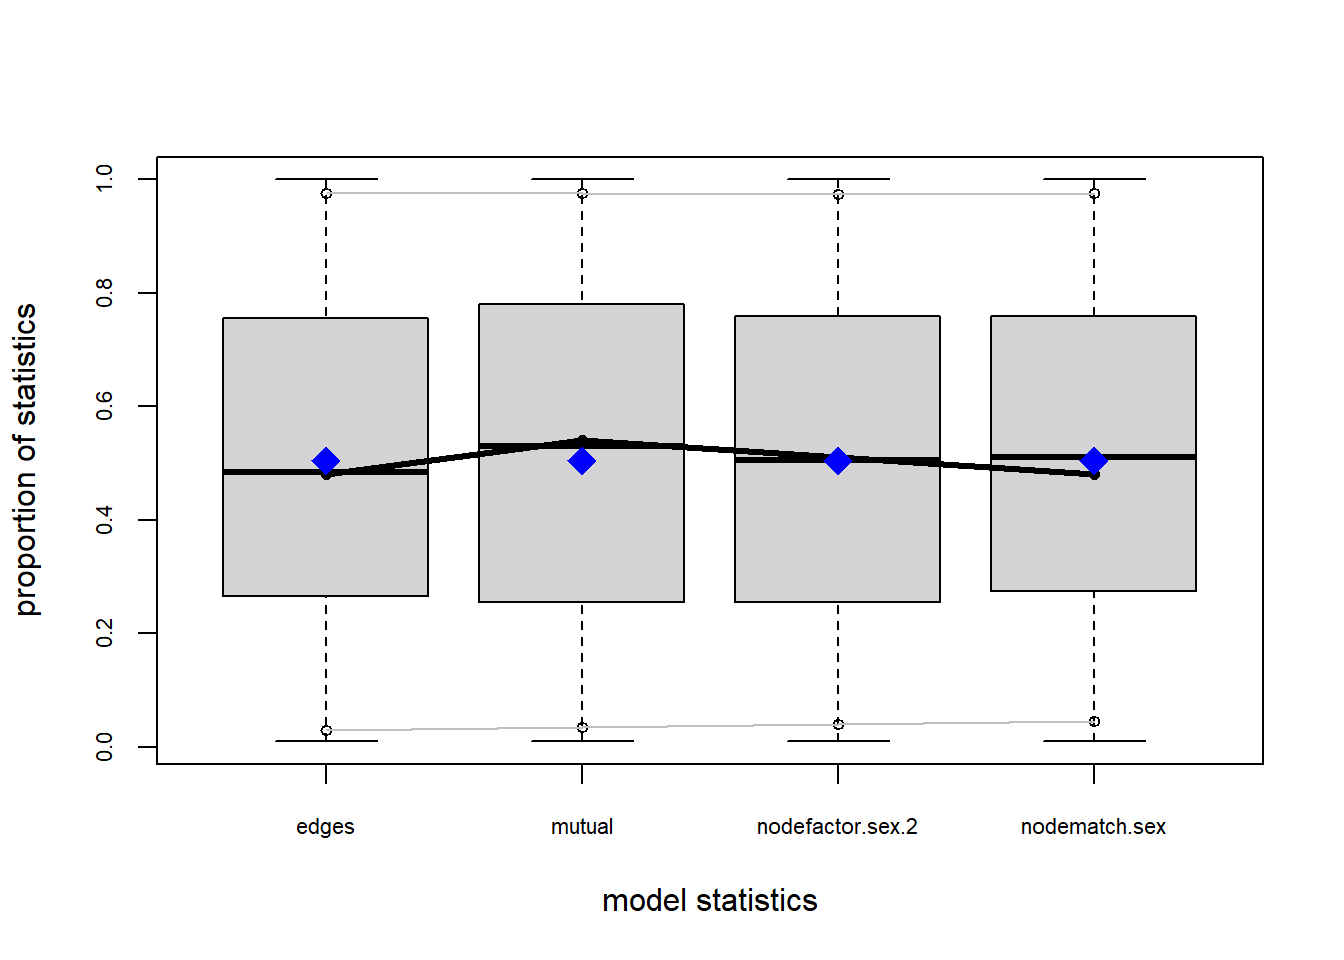 proportion of statistics
1.0
0.8
0.6
0.4
0.2
0.0
edges mutual nodefactor.sex.2 nodematch.sex
model statistics